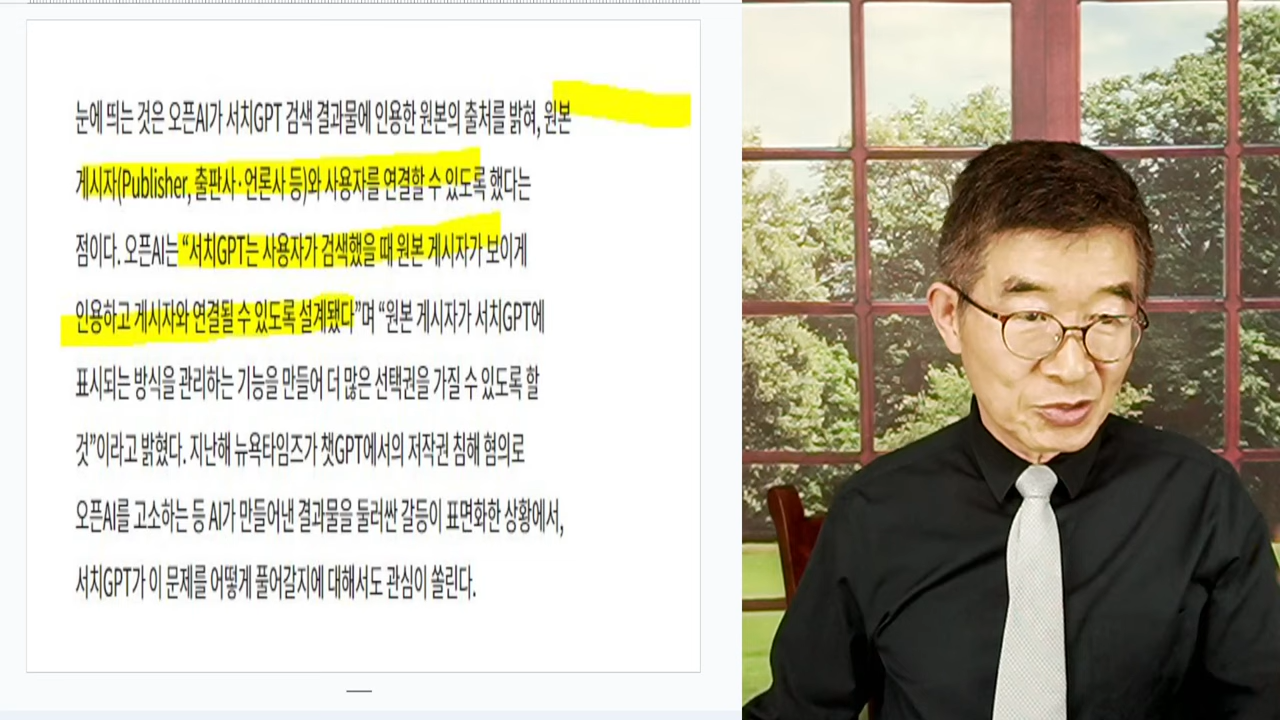 눈에 띄는 것은 오픈AI가 서치GPT 검색 결과물에 인용한 원본의 출처를 밝혀, 원본
게시자(Publisher, 출판사·언론사 등)와 사용자를 연결할 수 있도록 했다는
점이다. 오픈AI는 “서치GPT는 사용자가 검색했을 때 원본 게시자가 보이게
인용하고 게시자와 연결될 수 있도록 설계됐다”며 “원본 게시자가 서치GPT에
표시되는 방식을 관리하는 기능을 만들어 더 많은 선택권을 가질 수 있도록 할
것”이라고 밝혔다. 지난해 뉴욕타임즈가 챗GPT에서의 저작권 침해 혐의로
오픈AI를 고소하는 등 AI가 만들어낸 결과물을 둘러싼 갈등이 표면화한 상황에서,
서치GPT가 이 문제를 어떻게 풀어갈지에 대해서도 관심이 쏠린다.